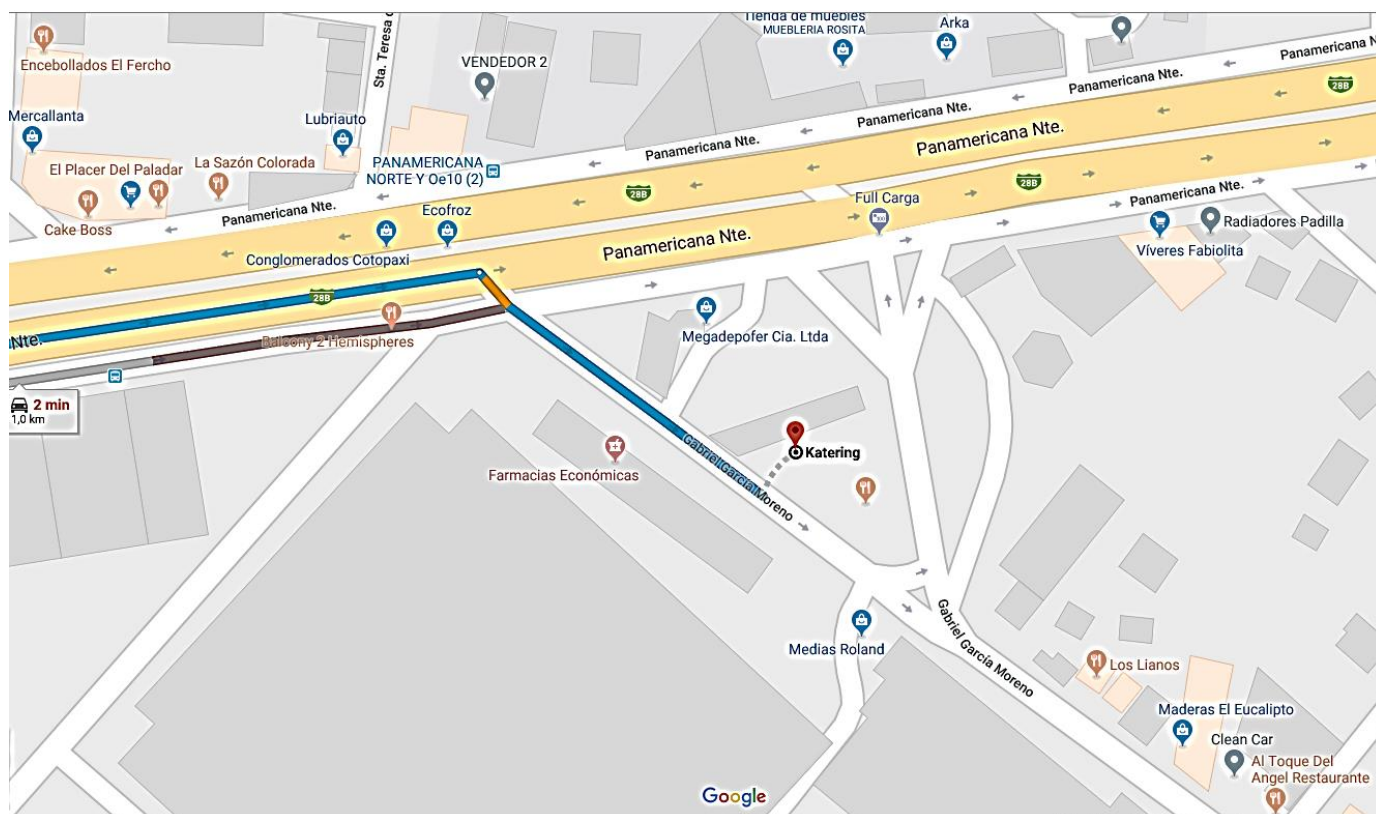 Tienda de muebles
MUEBLERIA ROSITA
Arka
Encebollados El Fercho
Sta. Teresa
VENDEDOR 2
Panamericana Nte.
Panamericana Nte.
Panamericana Nte.
Panamericana Nte.
28B
Mercallanta
Lubriauto
Panamericana Nte.
Panamericana Nte.
El Placer Del Paladar
La Sazón Colorada
PANAMERICANA
NORTE Y Oe10 (2)
28B
28B
Panamericana Nte.
Cake Boss
Panamericana Nte.
Ecofroz
Full Carga
Radiadores Padilla
Conglomerados Cotopaxi
Panamericana Nte.
Víveres Fabiolita
28B
Nte.
Balcony 2 Hemispheres
Megadepofer Cia. Ltda
2 min
1,0 km
Katering
Farmacias Económicas
Gabriel García Moreno
Medias Roland
Gabriel García Moreno
Los Lianos
Maderas El Eucalipto
Clean Car
Al Toque Del
Angel Restaurante
Google